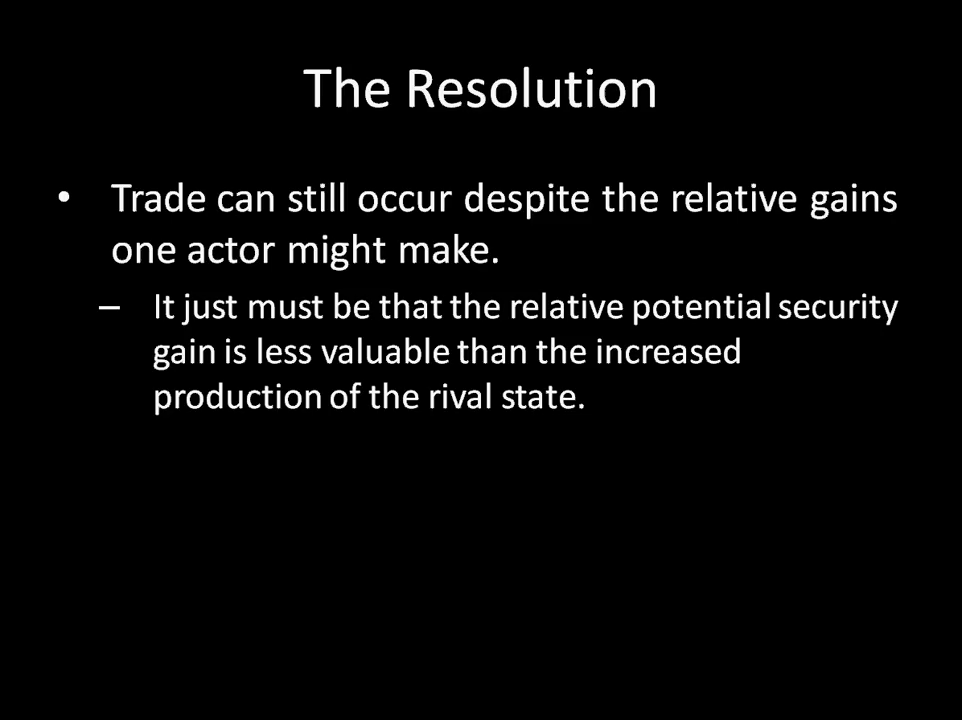 The Resolution
• Trade can still occur despite the relative gains
one actor might make.
– It just must be that the relative potential security
gain is less valuable than the increased
production of the rival state.